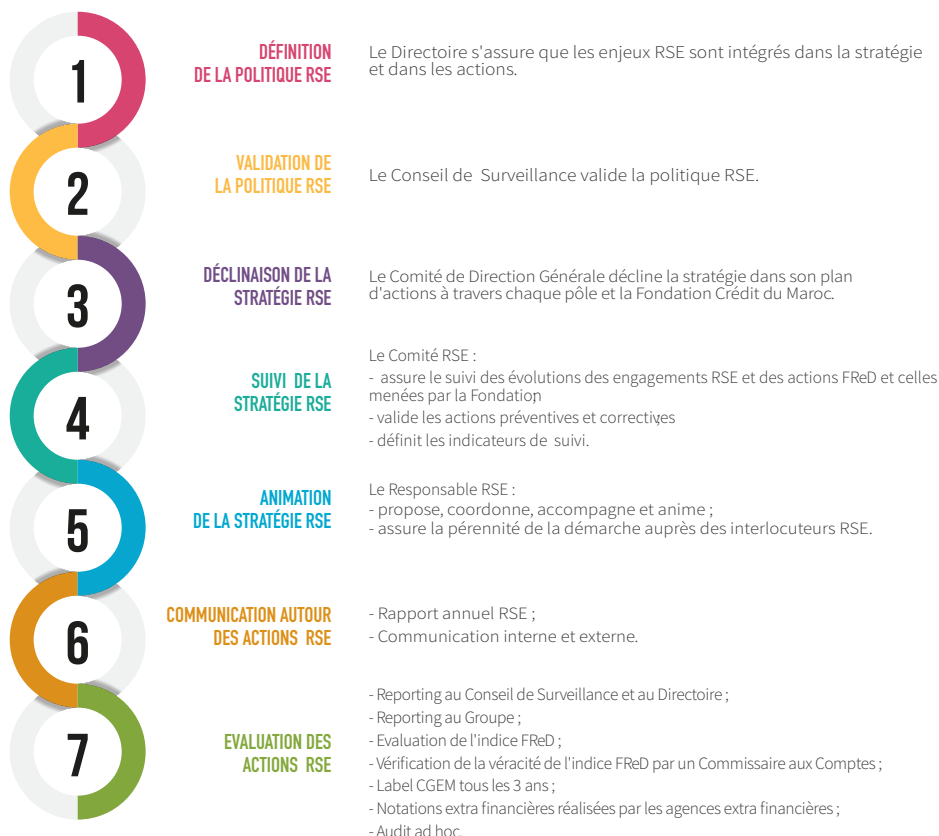 1
DÉFINITION
DE LA POLITIQUE RSE
Le Directoire s'assure que les enjeux RSE sont intégrés dans la stratégie
et dans les actions.
2
VALIDATION DE
LA POLITIQUE RSE
Le Conseil de Surveillance valide la politique RSE.
3
DÉCLINAISON DE LA
STRATÉGIE RSE
Le Comité de Direction Générale décline la stratégie dans son plan
d'actions à travers chaque pôle et la Fondation Crédit du Maroc.
4
SUIVI DE LA
STRATÉGIE RSE
Le Comité RSE :
- assure le suivi des évolutions des engagements RSE et des actions FReD et celles
menées par la Fondation;
- valide les actions préventives et correctives;
- définit les indicateurs de suivi.
5
ANIMATION
DE LA STRATÉGIE RSE
Le Responsable RSE :
- propose, coordonne, accompagne et anime ;
- assure la pérennité de la démarche auprès des interlocuteurs RSE.
6
COMMUNICATION AUTOUR
DES ACTIONS RSE
- Rapport annuel RSE ;
- Communication interne et externe.
7
EVALUATION DES
ACTIONS RSE
- Reporting au Conseil de Surveillance et au Directoire ;
- Reporting au Groupe ;
- Evaluation de l'indice FReD ;
- Vérification de la véracité de l'indice FReD par un Commissaire aux Comptes ;
- Label CGEM tous les 3 ans ;
- Notations extra financières réalisées par les agences extra financières ;
- Audit ad hoc.